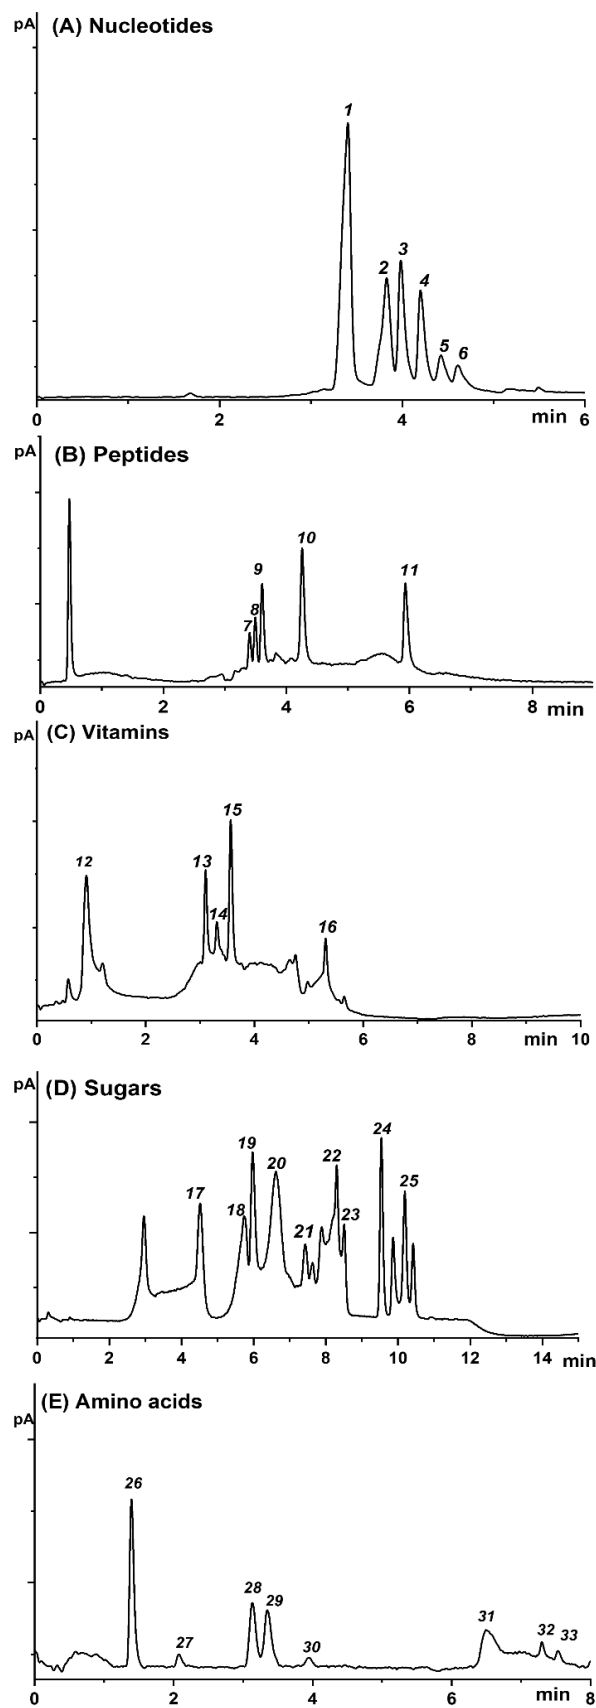 pA (A) Nucleotides
1
2 3 4 5 6
0 2 4 min 6
pA (B) Peptides
7 8 9 10 11
0 2 4 6 8 min
pA (C) Vitamins
12 13 14 15 16
0 2 4 6 8 min 10
pA (D) Sugars
17 18 19 20 21 22 23 24 25
0 2 4 6 8 10 12 14 min
(E) Amino acids
pA
26
27 28 29 30 31 32 33
0 2 4 6 min 8